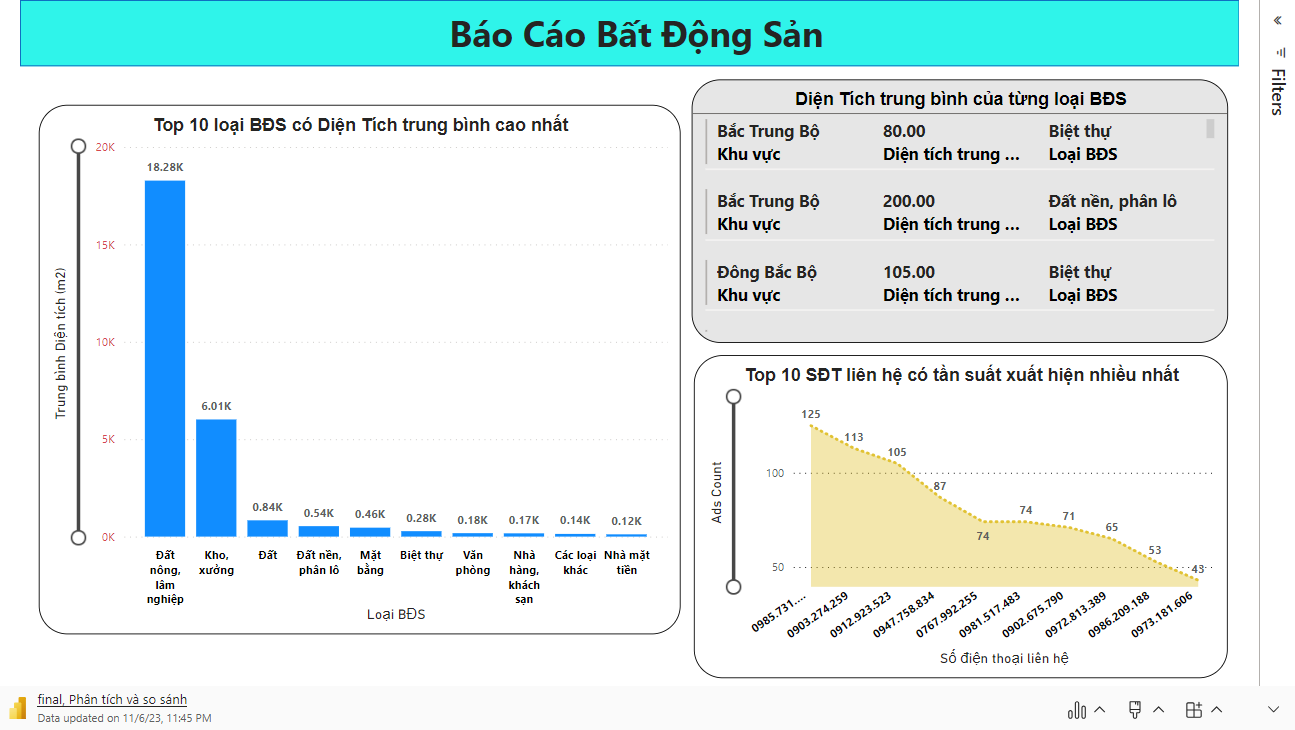 Báo Cáo Bất Động Sản
«
Filters
Top 10 loại BĐS có Diện Tích trung bình cao nhất
Trung bình Diện tích (m2)
20K
15K
10K
5K
0K
18.28K
6.01K
0.84K
0.54K
0.46K
0.28K
0.18K
0.17K
0.14K
0.12K
Đất
nông,
lâm
nghiệp
Kho,
xưởng
Đất
Đất nền,
phân lô
Mặt
bằng
Biệt thự
Văn
phòng
Nhà
hàng,
khách
sạn
Các loại
khác
Nhà mặt
tiền
Loại BĐS
Diện Tích trung bình của từng loại BĐS
Bắc Trung Bộ 80.00 Biệt thự
Khu vực Diện tích trung ... Loại BĐS
Bắc Trung Bộ 200.00 Đất nền, phân lô
Khu vực Diện tích trung ... Loại BĐS
Đông Bắc Bộ 105.00 Biệt thự
Khu vực Diện tích trung ... Loại BĐS
Top 10 SĐT liên hệ có tần suất xuất hiện nhiều nhất
Ads Count
100
50
125
113
105
87
74
74
71
65
53
43
0985.731....
0903.274.259
0912.923.523
0947.758.834
0767.992.255
0981.517.483
0902.675.790
0972.813.389
0986.209.188
0973.181.606
Số điện thoại liên hệ
final, Phân tích và so sánh
Data updated on 11/6/23, 11:45 PM